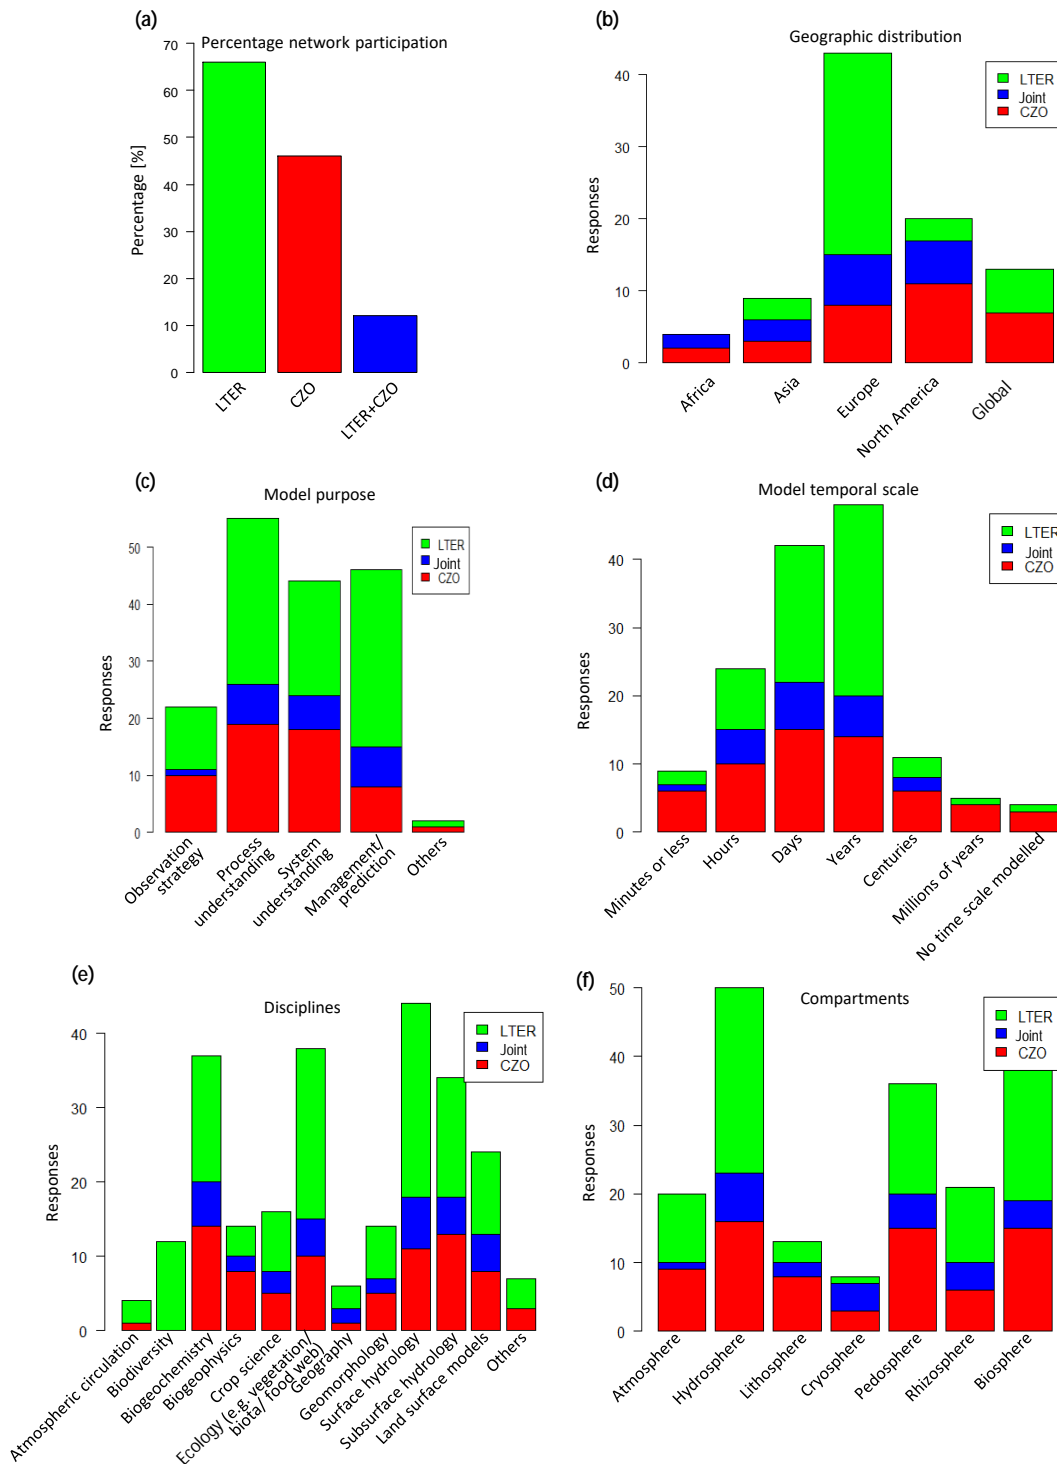 (a)
Percentage network participation
Percentage [%]
70
60
50
40
30
20
10
0
LTER
CZO
LTER+CZO
(b)
Geographic distribution
Responses
40
30
20
10
0
LTER
Joint
CZO
Africa
Asia
Europe
North America
Global
(c)
Model purpose
Responses
50
40
30
20
10
0
LTER
Joint
CZO
Observation
strategy
Process
understanding
System
understanding
Management/
prediction
Others
(d)
Model temporal scale
Responses
40
30
20
10
0
LTER
Joint
CZO
Minutes or less
Hours
Days
Years
Centuries
Millions of years
No time scale modelled
(e)
Disciplines
Responses
40
30
20
10
0
LTER
Joint
CZO
Atmospheric circulation
Biodiversity
Biogeochemistry
Biogeophysics
Crop science
Ecology (e.g. vegetation/
biota/ food web)
Geography
Geomorphology
Surface hydrology
Subsurface hydrology
Land surface models
Others
(f)
Compartments
Responses
50
40
30
20
10
0
LTER
Joint
CZO
Atmosphere
Hydrosphere
Lithosphere
Cryosphere
Pedosphere
Rhizosphere
Biosphere